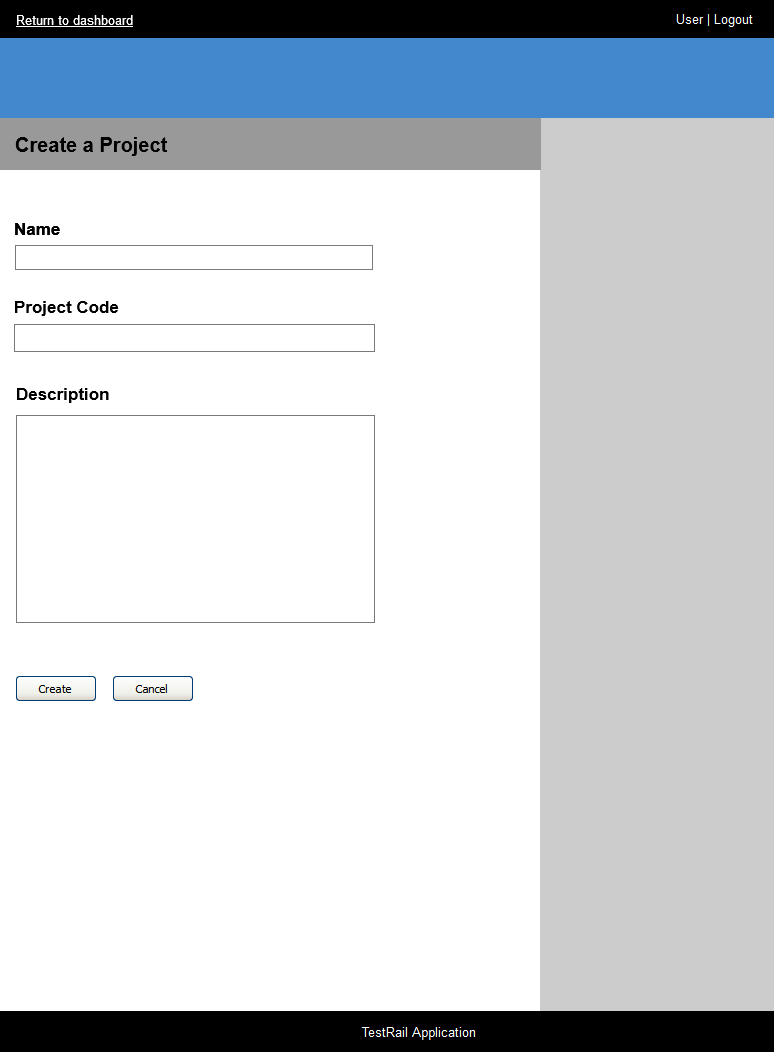 Return to dashboard
User | Logout
Create a Project
Name
Project Code
Description
Create
Cancel
TestRail Application